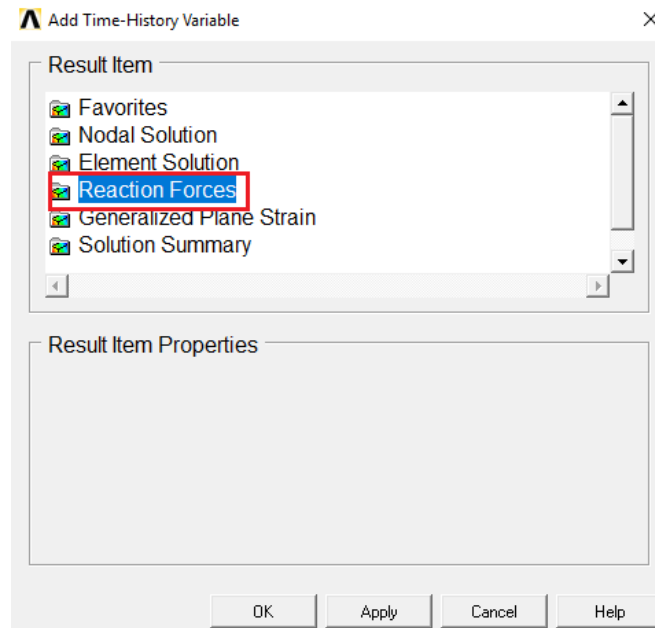 Add Time-History Variable
Result Item
Favorites
Nodal Solution
Element Solution
Reaction Forces
Generalized Plane Strain
Solution Summary
Result Item Properties
OK Apply Cancel Help